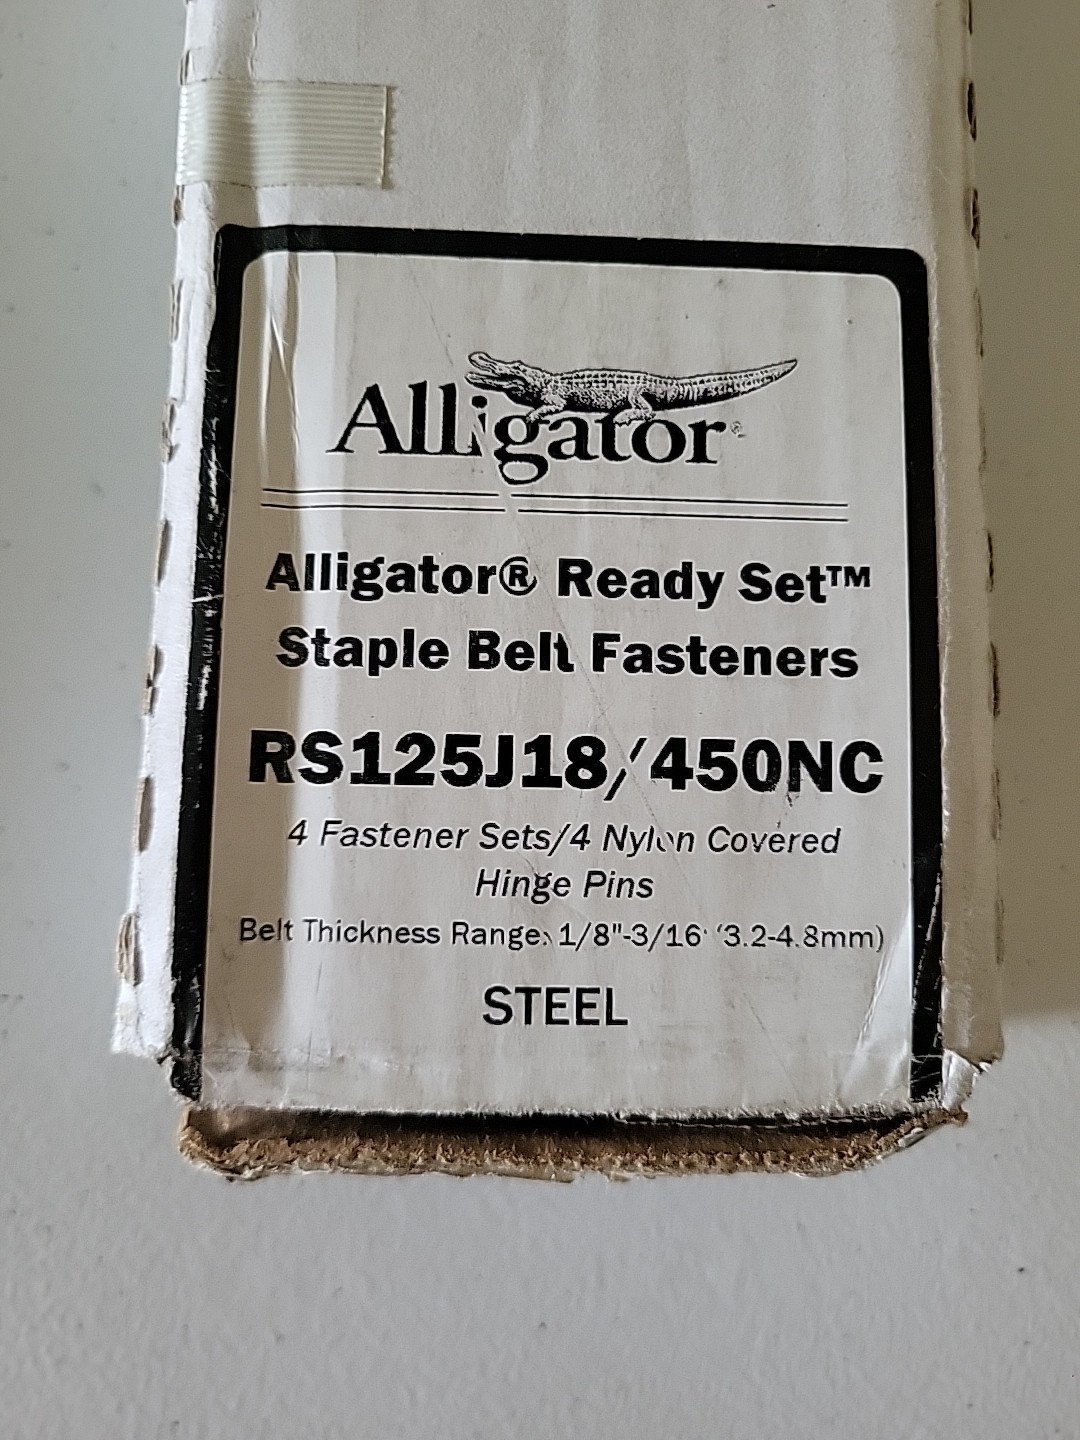 Alligator®
Alligator® Ready Set™
Staple Belt Fasteners
RS125J18/450NC
4 Fastener Sets/4 Nylon Covered
Hinge Pins
Belt Thickness Range: 1/8"-3/16" (3.2-4.8mm)
STEEL